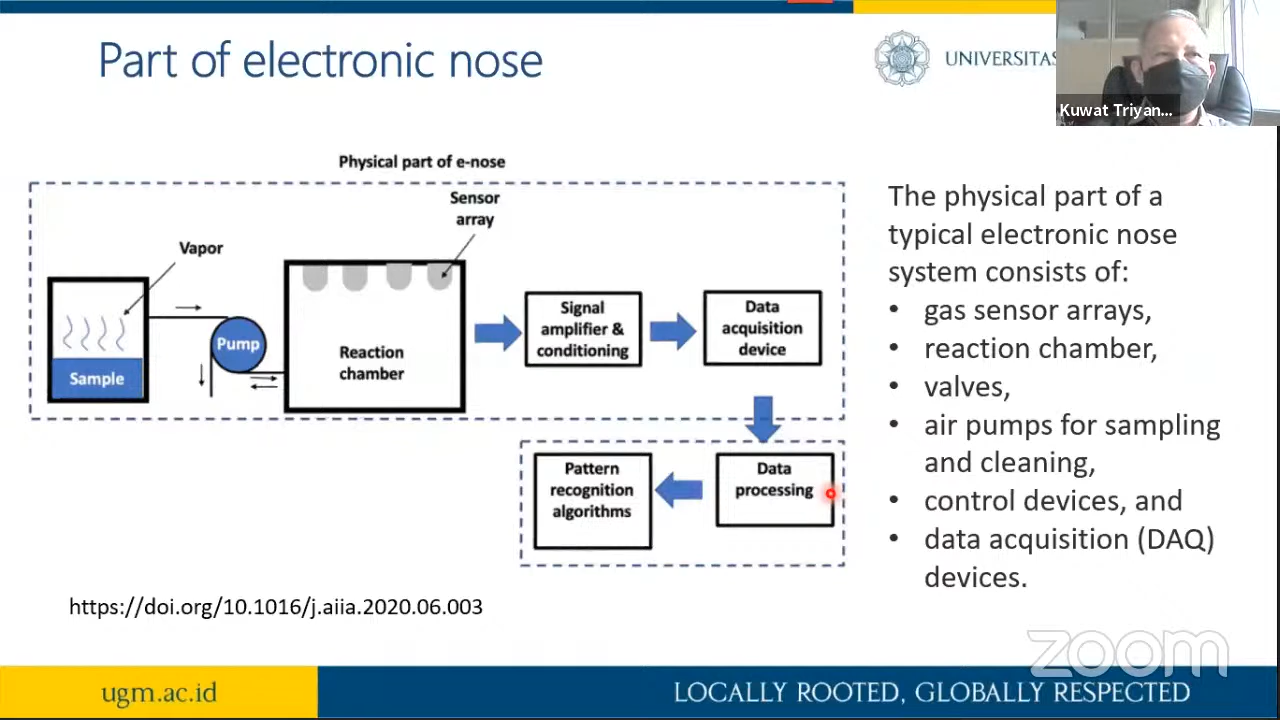 Part of electronic nose
UNIVERSITAS
Kuwat Triyan...
Physical part of e-nose
Sensor
array
Vapor
Pump
Sample
Reaction
chamber
Signal
amplifier &
conditioning
Data
acquisition
device
Data
processing
Pattern
recognition
algorithms
The physical part of a
typical electronic nose
system consists of:
• gas sensor arrays,
• reaction chamber,
• valves,
• air pumps for sampling
and cleaning,
• control devices, and
• data acquisition (DAQ)
devices.
https://doi.org/10.1016/j.aiia.2020.06.003
zoom
ugm.ac.id
LOCALLY ROOTED, GLOBALLY RESPECTED